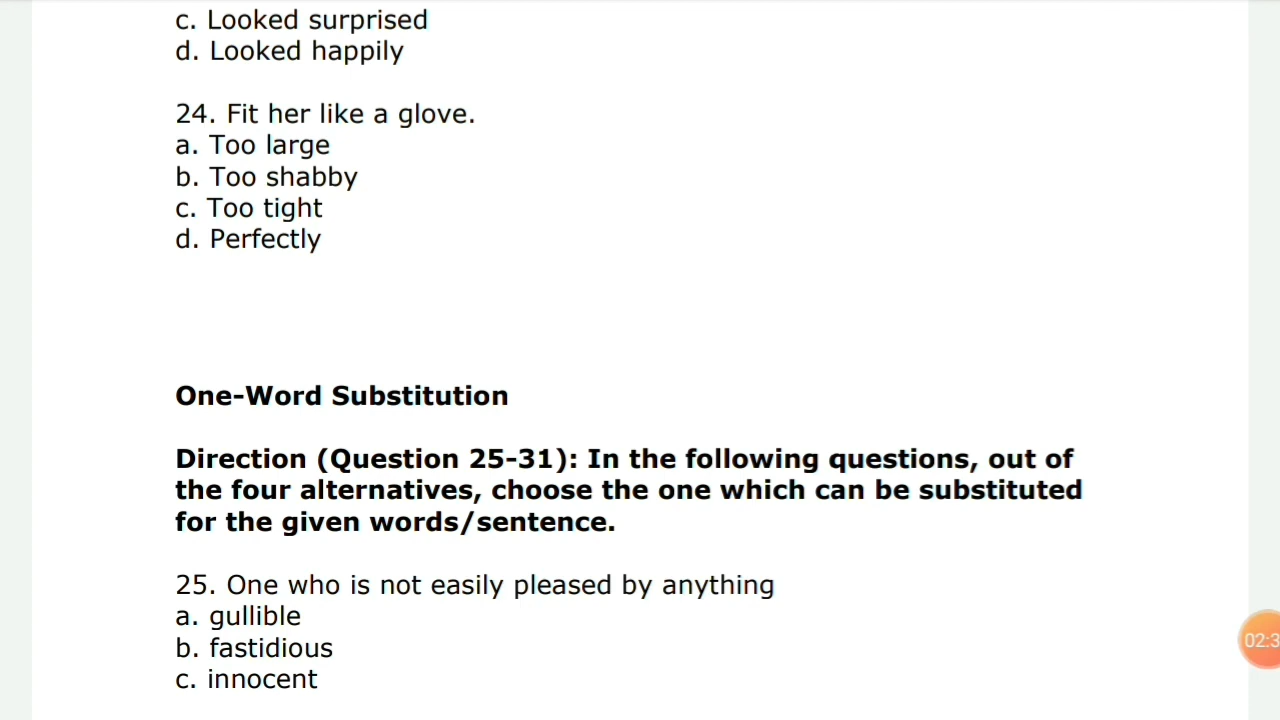 c. Looked surprised
d. Looked happily
24. Fit her like a glove.
a. Too large
b. Too shabby
c. Too tight
d. Perfectly
One-Word Substitution
Direction (Question 25-31): In the following questions, out of
the four alternatives, choose the one which can be substituted
for the given words/sentence.
25. One who is not easily pleased by anything
a. gullible
b. fastidious
c. innocent
02:3